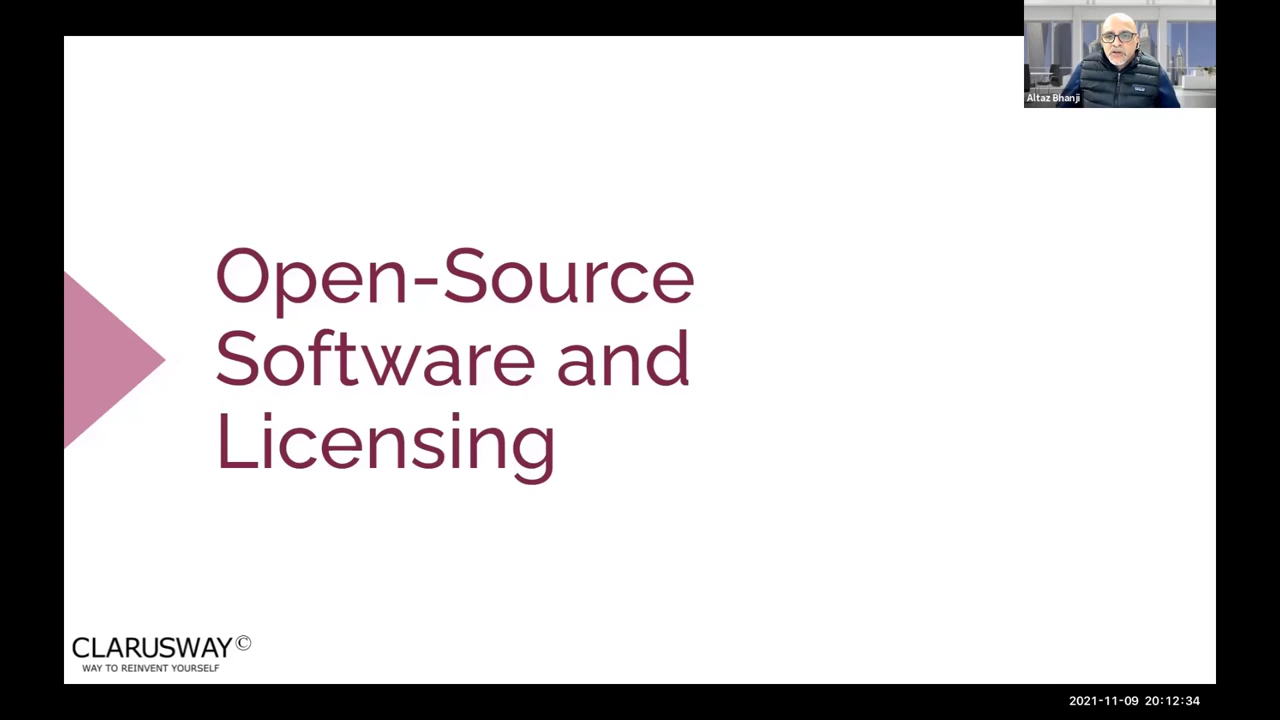 Altaz Bhanji
Open-Source
Software and
Licensing
CLARUSWAY©
WAY TO REINVENT YOURSELF
2021-11-09 20:12:34